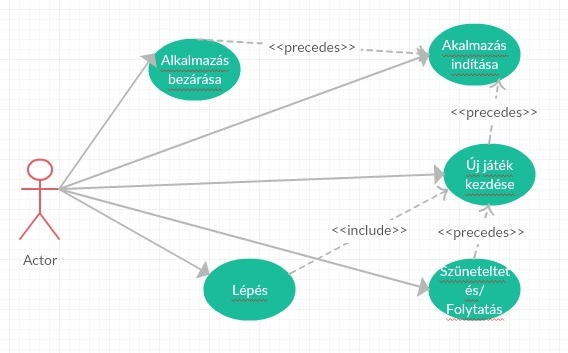 Alkalmazás
bezárása
<<precedes>>
Akalmazás
indítása
<<precedes>>
Új játék
kezdése
<<include>>
<<precedes>>
Actor
Lépés
Szüneteltet
és/
Folytatás